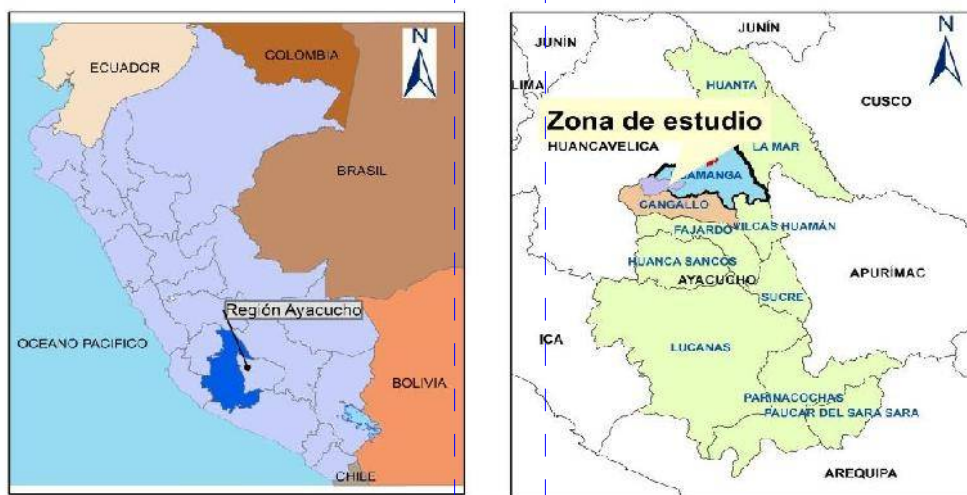 ECUADOR
COLOMBIA
N
BRASIL
Región Ayacucho
OCEANO PACIFICO
BOLIVIA
CHILE
JUNÍN
JUNÍN
N
LIMA
HUANTA
CUSCO
Zona de estudio
HUANCAVELICA
LA MAR
AMANGA
CANGALLO
FAJARDO
VILCAS HUAMÁN
HUANCA SANCOS
AYACUCHO
APURÍMAC
SUCRE
ICA
LUCANAS
PARINACOCHAS
PAUCAR DEL SARA SARA
AREQUIPA